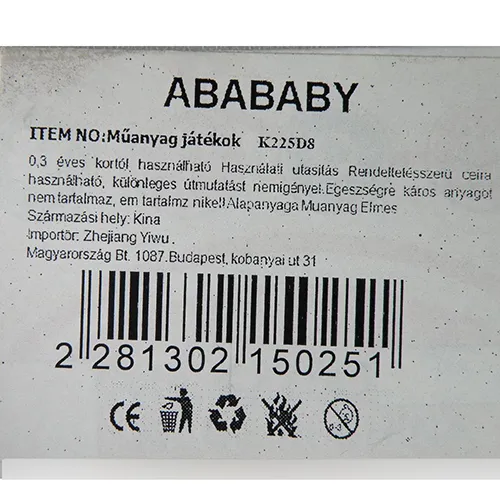 ABABABY
ITEM NO:Műanyag játékok K225D8
0,3 éves kortól használható Használati utasítás Rendeltetésszerű celra
használható, különleges útmutatást nemigényel.Egeszségre káros anyagot
nem tartalmaz, em tartalmz nikell Alapanyaga Muanyag Elmes
Származási hely: Kina
Importőr: Zhejiang Yiwu .
Magyarország Bt. 1087.Budapest, kobanyai ut 31
2 281302 150251
CE